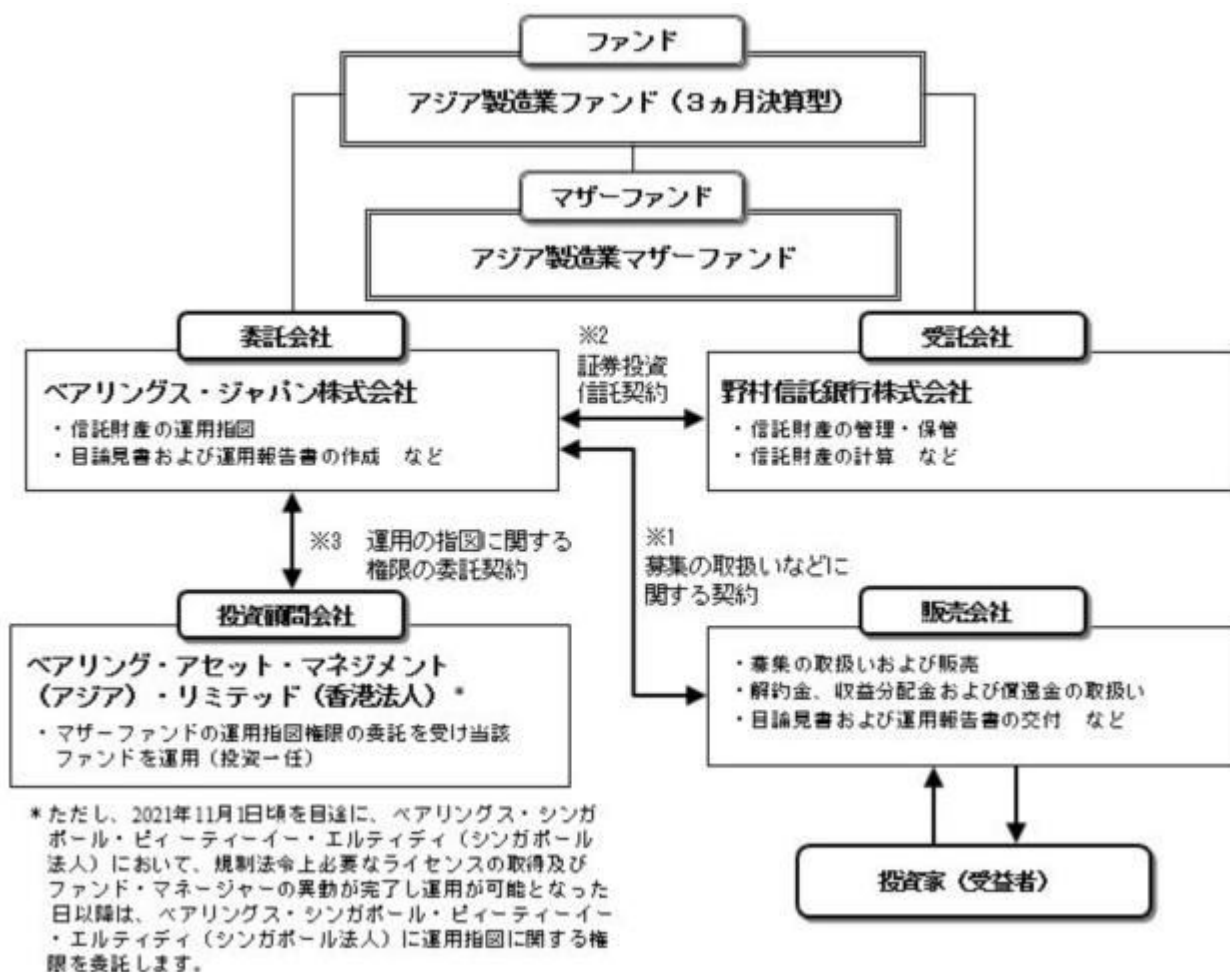 ファンド
アジア製造業ファンド（３ヵ月決算型）
マザーファンド
アジア製造業マザーファンド
委託会社
ベアリングス・ジャパン株式会社
・信託財産の運用指図
・目論見書および運用報告書の作成　など
※2
証券投資
信託契約
受託会社
野村信託銀行株式会社
・信託財産の管理・保管
・信託財産の計算　など
※3　運用の指図に関する
権限の委託契約
※1
募集の取扱いなどに
関する契約
投資顧問会社
ベアリング・アセット・マネジメント
（アジア）・リミテッド（香港法人）*
・マザーファンドの運用指図権限の委託を受け当該
ファンドを運用（投資一任）
販売会社
・募集の取扱いおよび販売
・解約金、収益分配金および償還金の取扱い
・目論見書および運用報告書の交付　など
投資家（受益者）
* ただし、2021年11月1日頃を目途に、ベアリングス・シンガ
ポール・ピィーティーイー・エルティディ（シンガポール
法人）において、規制法令上必要なライセンスの取得及び
ファンド・マネージャーの異動が完了し運用が可能となった
日以降は、ベアリングス・シンガポール・ピィーティーイー
・エルティディ（シンガポール法人）に運用指図に関する権
限を委託します。